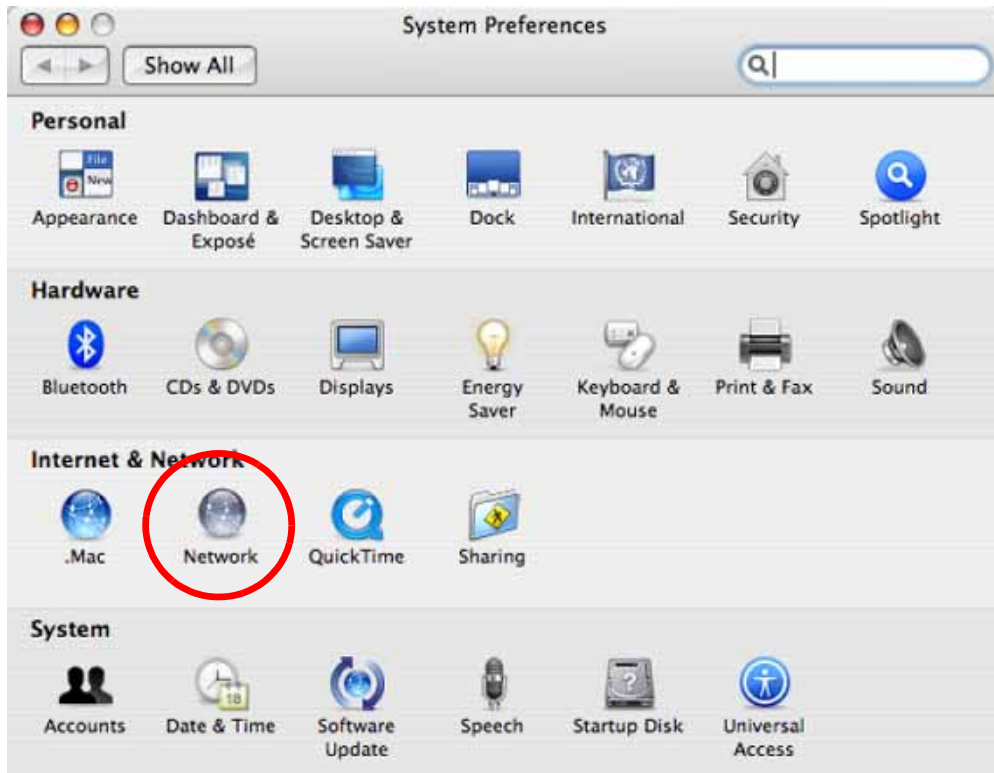 System Preferences
Show All
Personal
File
New
Appearance
Dashboard &
Exposé
Desktop &
Screen Saver
Dock
International
Security
Spotlight
Hardware
Bluetooth
CDs & DVDs
Displays
Energy
Saver
Keyboard &
Mouse
Print & Fax
Sound
Internet & Network
.Mac
Network
QuickTime
Sharing
System
18
?
Accounts
Date & Time
Software
Update
Speech
Startup Disk
Universal
Access